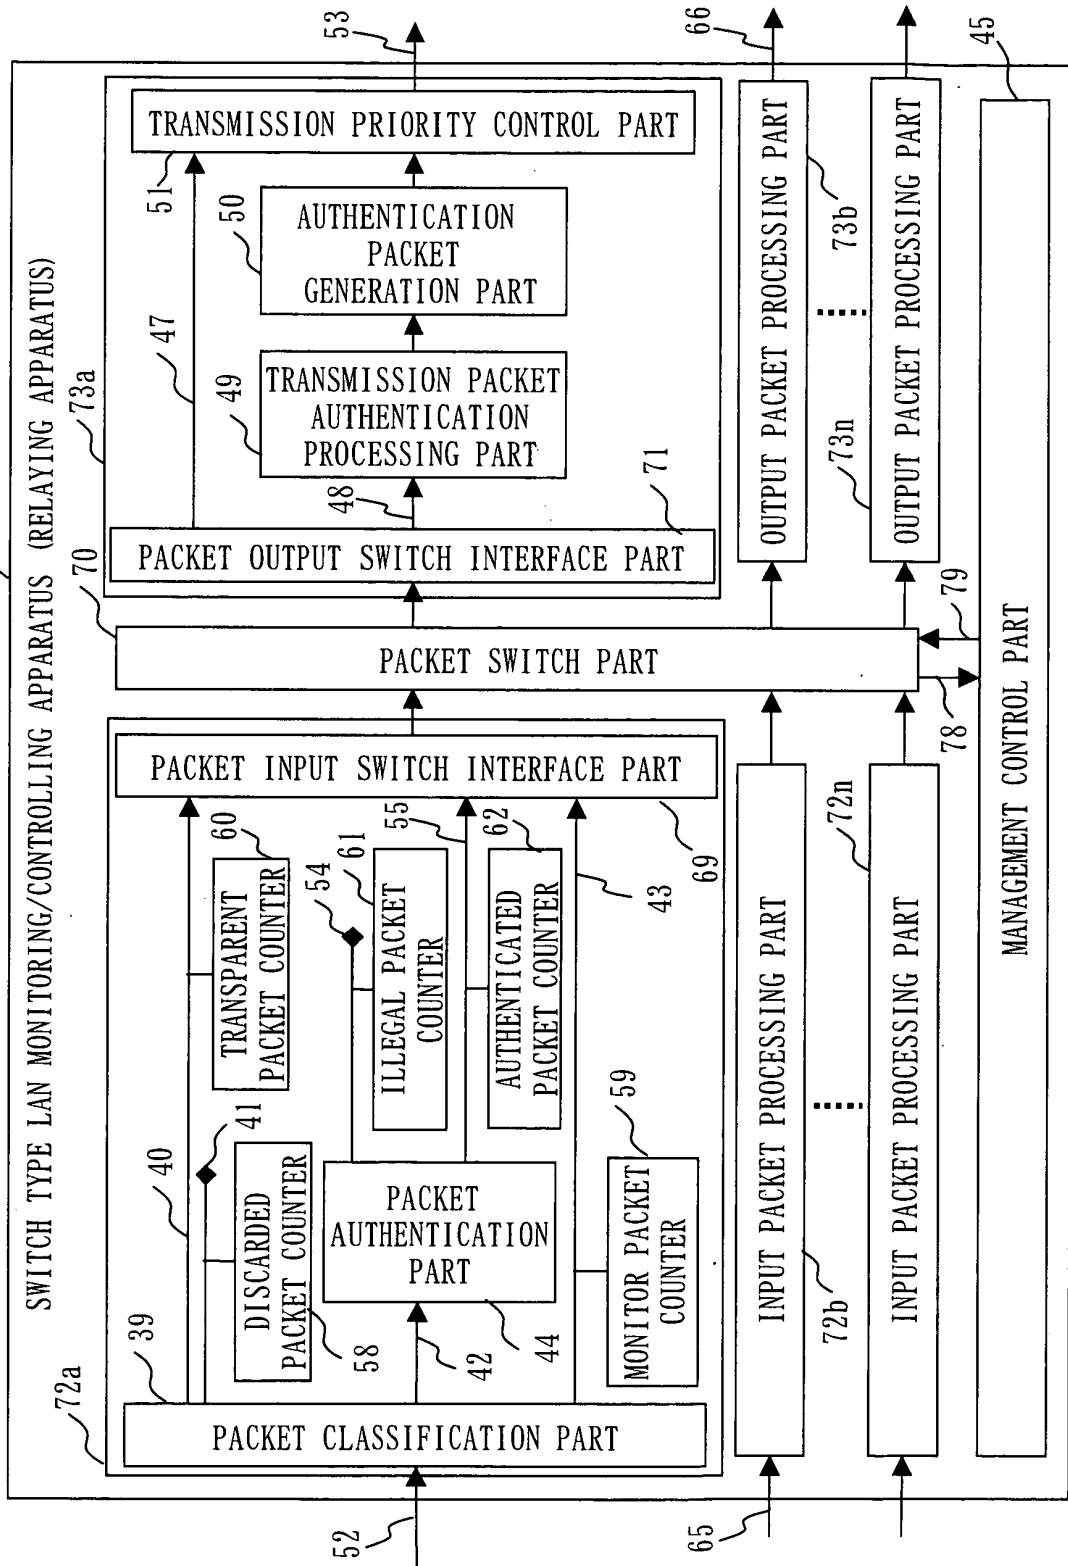 SWITCH TYPE LAN MONITORING/CONTROLLING APPARATUS (RELAYING APPARATUS)
72a
39
PACKET CLASSIFICATION PART
52
40
41
DISCARDED
PACKET COUNTER
58
TRANSPARENT
PACKET COUNTER
60
42
PACKET
AUTHENTICATION
PART
44
54
ILLEGAL PACKET
COUNTER
61
55
AUTHENTICATED
PACKET COUNTER
62
MONITOR PACKET
COUNTER
59
43
PACKET INPUT SWITCH INTERFACE PART
69
PACKET SWITCH PART
70
73a
PACKET OUTPUT SWITCH INTERFACE PART
71
47
48
TRANSMISSION PACKET
AUTHENTICATION
PROCESSING PART
49
AUTHENTICATION
PACKET
GENERATION PART
50
TRANSMISSION PRIORITY CONTROL PART
51
53
65
INPUT PACKET PROCESSING PART
72b
OUTPUT PACKET PROCESSING PART
73b
66
INPUT PACKET PROCESSING PART
72n
OUTPUT PACKET PROCESSING PART
73n
78
79
MANAGEMENT CONTROL PART
45